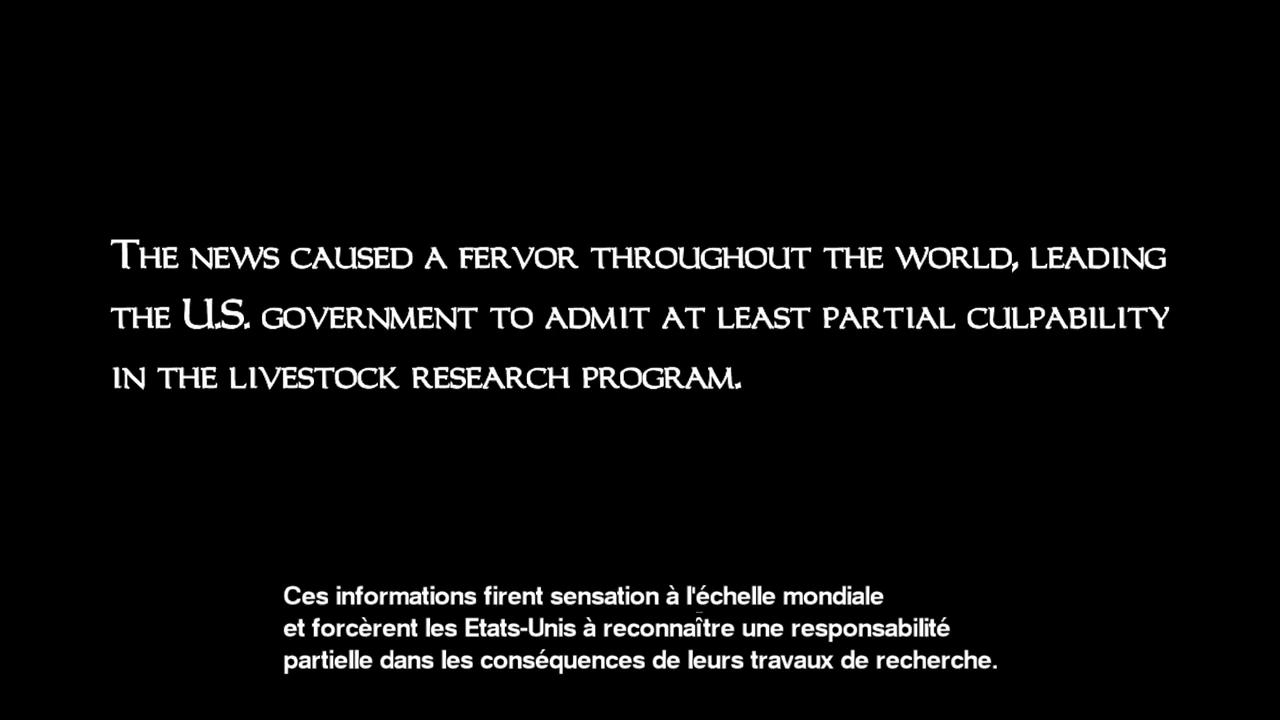 The news caused a fervor throughout the world, leading
the U.S. government to admit at least partial culpability
in the livestock research program.
Ces informations firent sensation à l'échelle mondiale
et forcèrent les Etats-Unis à reconnaître une responsabilité
partielle dans les conséquences de leurs travaux de recherche.